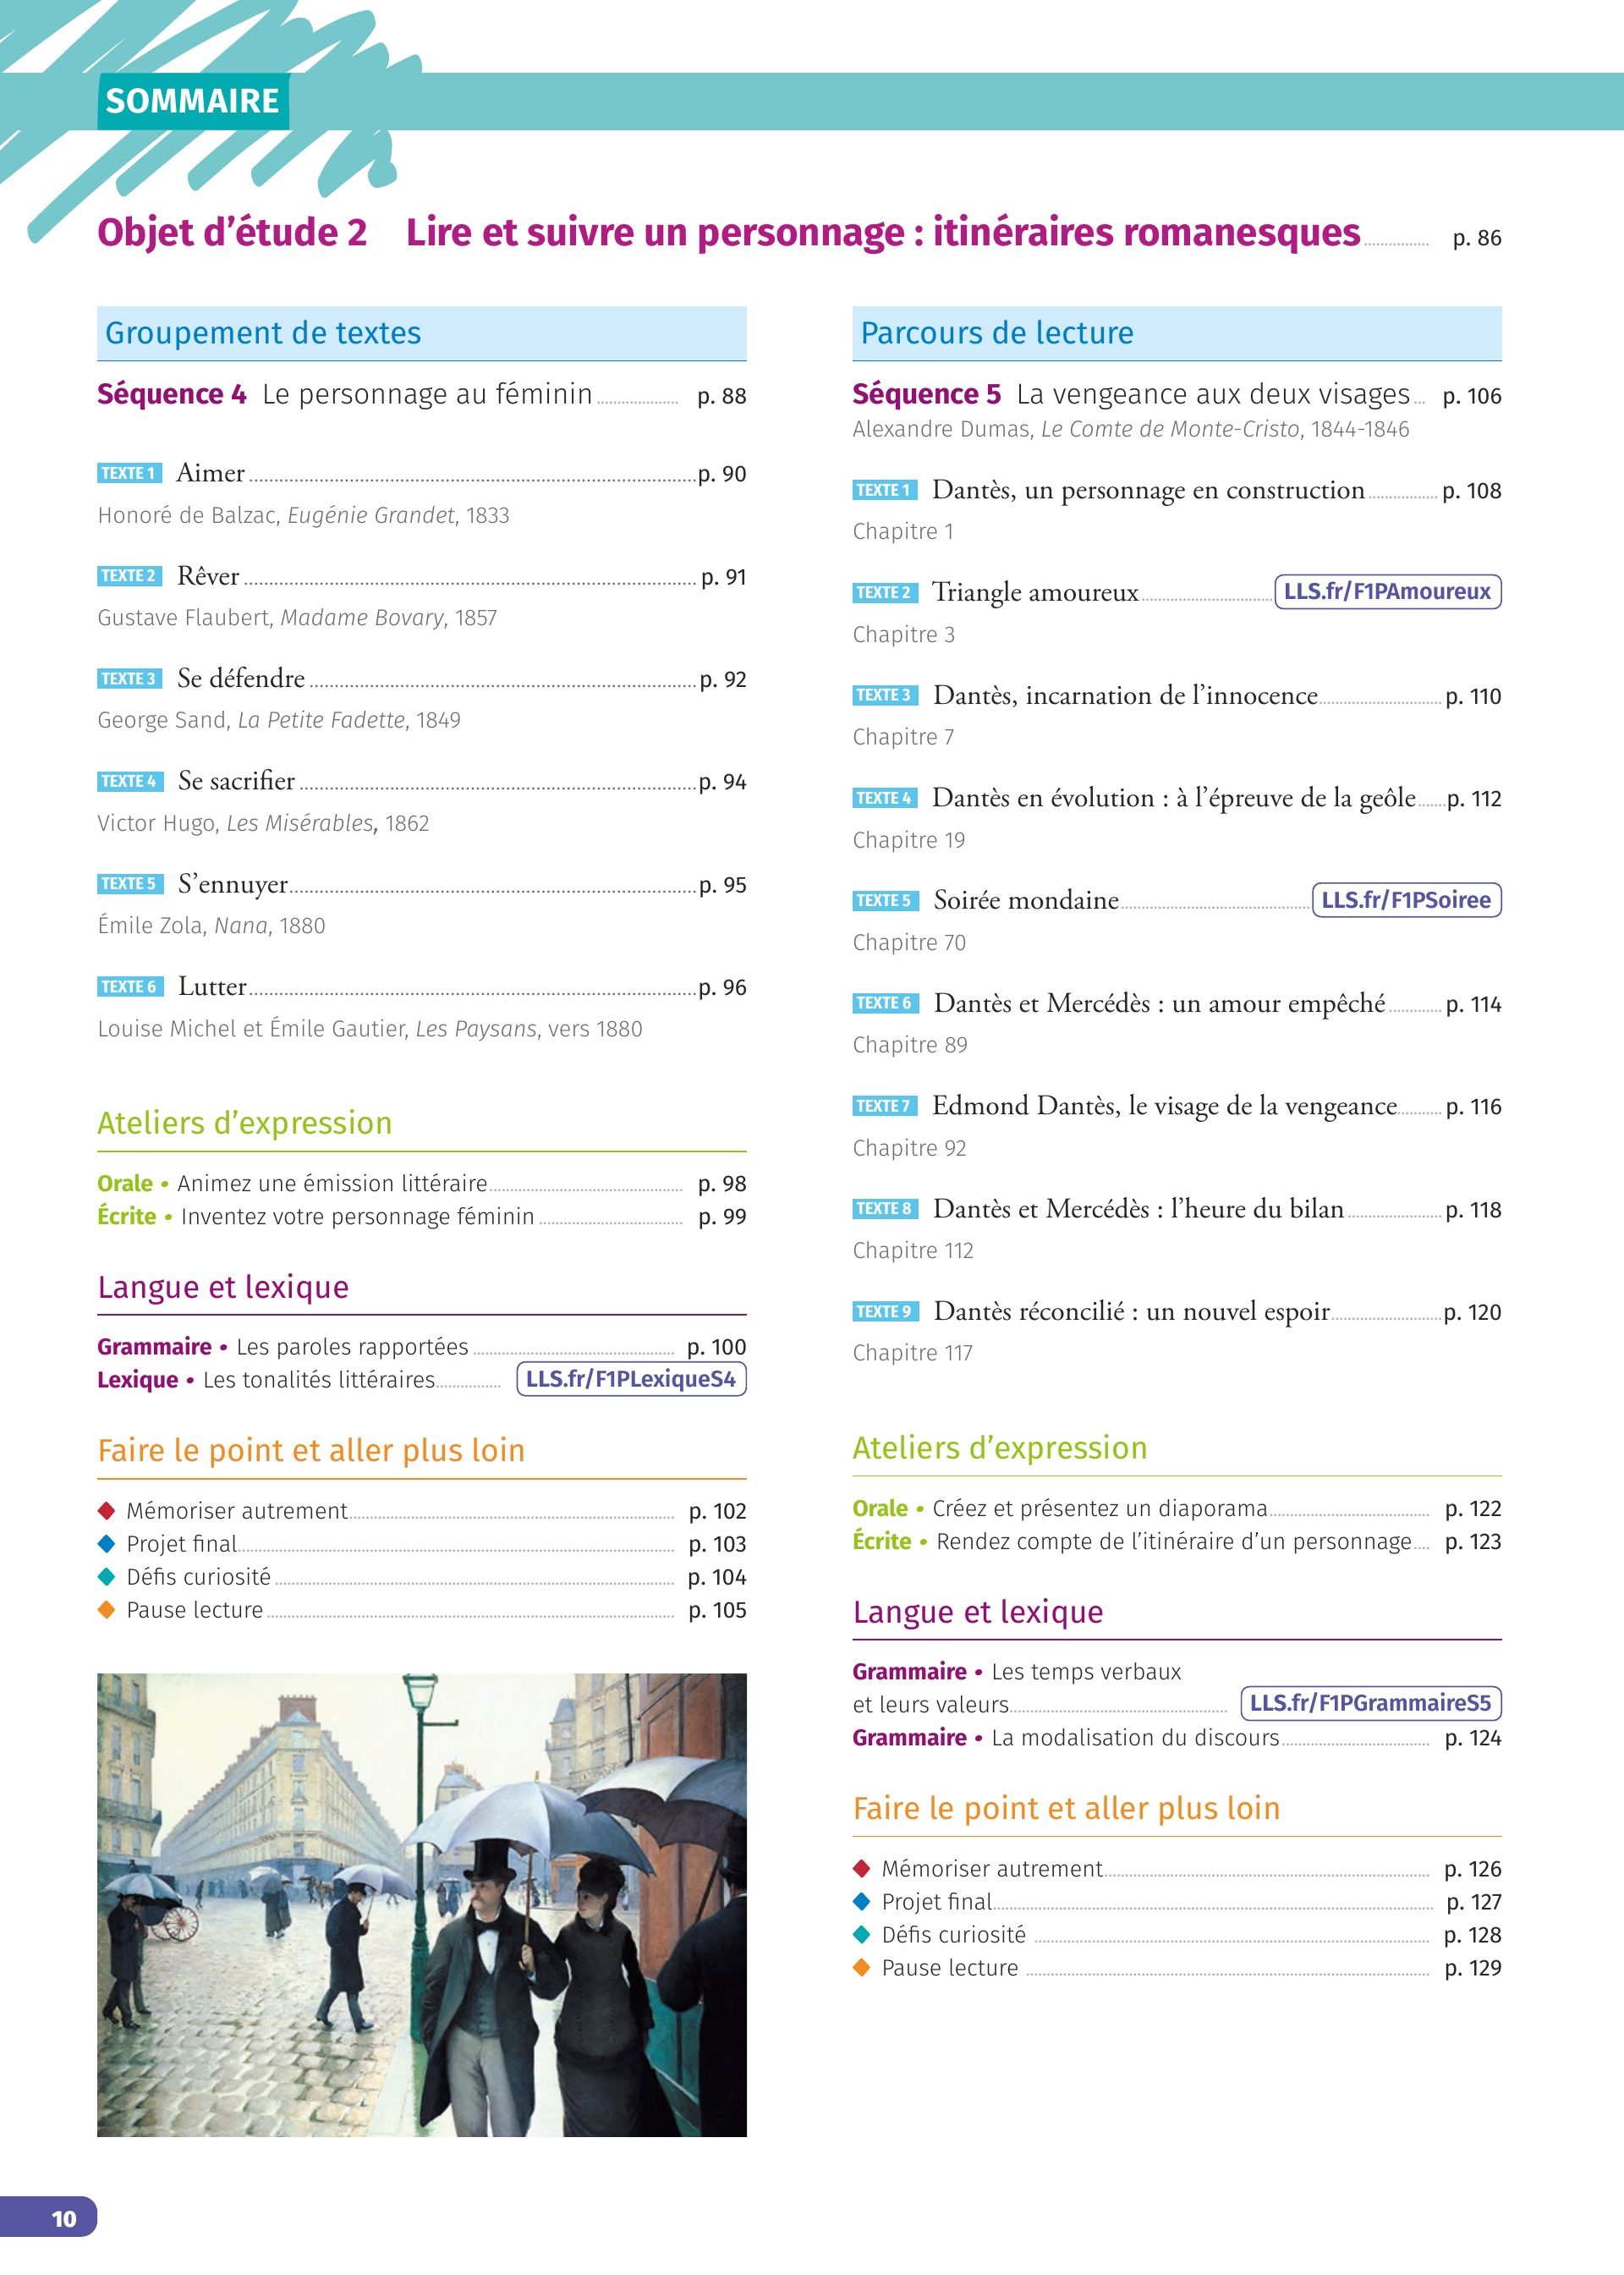 SOMMAIRE
Objet d’étude 2 Lire et suivre un personnage : itinéraires romanesques p. 86
Groupement de textes
Séquence 4 Le personnage au féminin p. 88
TEXTE 1 Aimer p. 90
Honoré de Balzac, Eugénie Grandet, 1833
TEXTE 2 Rêver p. 91
Gustave Flaubert, Madame Bovary, 1857
TEXTE 3 Se défendre p. 92
George Sand, La Petite Fadette, 1849
TEXTE 4 Se sacrifier p. 94
Victor Hugo, Les Misérables, 1862
TEXTE 5 S’ennuyer p. 95
Émile Zola, Nana, 1880
TEXTE 6 Lutter p. 96
Louise Michel et Émile Gautier, Les Paysans, vers 1880
Ateliers d’expression
Orale • Animez une émission littéraire p. 98
Écrite • Inventez votre personnage féminin p. 99
Langue et lexique
Grammaire • Les paroles rapportées p. 100
Lexique • Les tonalités littéraires LLS.fr/F1PLexiqueS4
Faire le point et aller plus loin
Mémoriser autrement p. 102
Projet final p. 103
Défis curiosité p. 104
Pause lecture p. 105
Parcours de lecture
Séquence 5 La vengeance aux deux visages p. 106
Alexandre Dumas, Le Comte de Monte-Cristo, 1844-1846
TEXTE 1 Dantès, un personnage en construction p. 108
Chapitre 1
TEXTE 2 Triangle amoureux LLS.fr/F1PAmoureux
Chapitre 3
TEXTE 3 Dantès, incarnation de l’innocence p. 110
Chapitre 7
TEXTE 4 Dantès en évolution : à l’épreuve de la geôle p. 112
Chapitre 19
TEXTE 5 Soirée mondaine LLS.fr/F1PSoiree
Chapitre 70
TEXTE 6 Dantès et Mercédès : un amour empêché p. 114
Chapitre 89
TEXTE 7 Edmond Dantès, le visage de la vengeance p. 116
Chapitre 92
TEXTE 8 Dantès et Mercédès : l’heure du bilan p. 118
Chapitre 112
TEXTE 9 Dantès réconcilié : un nouvel espoir p. 120
Chapitre 117
Ateliers d’expression
Orale • Créez et présentez un diaporama p. 122
Écrite • Rendez compte de l’itinéraire d’un personnage p. 123
Langue et lexique
Grammaire • Les temps verbaux
et leurs valeurs LLS.fr/F1PGrammaireS5
Grammaire • La modalisation du discours p. 124
Faire le point et aller plus loin
Mémoriser autrement p. 126
Projet final p. 127
Défis curiosité p. 128
Pause lecture p. 129
10